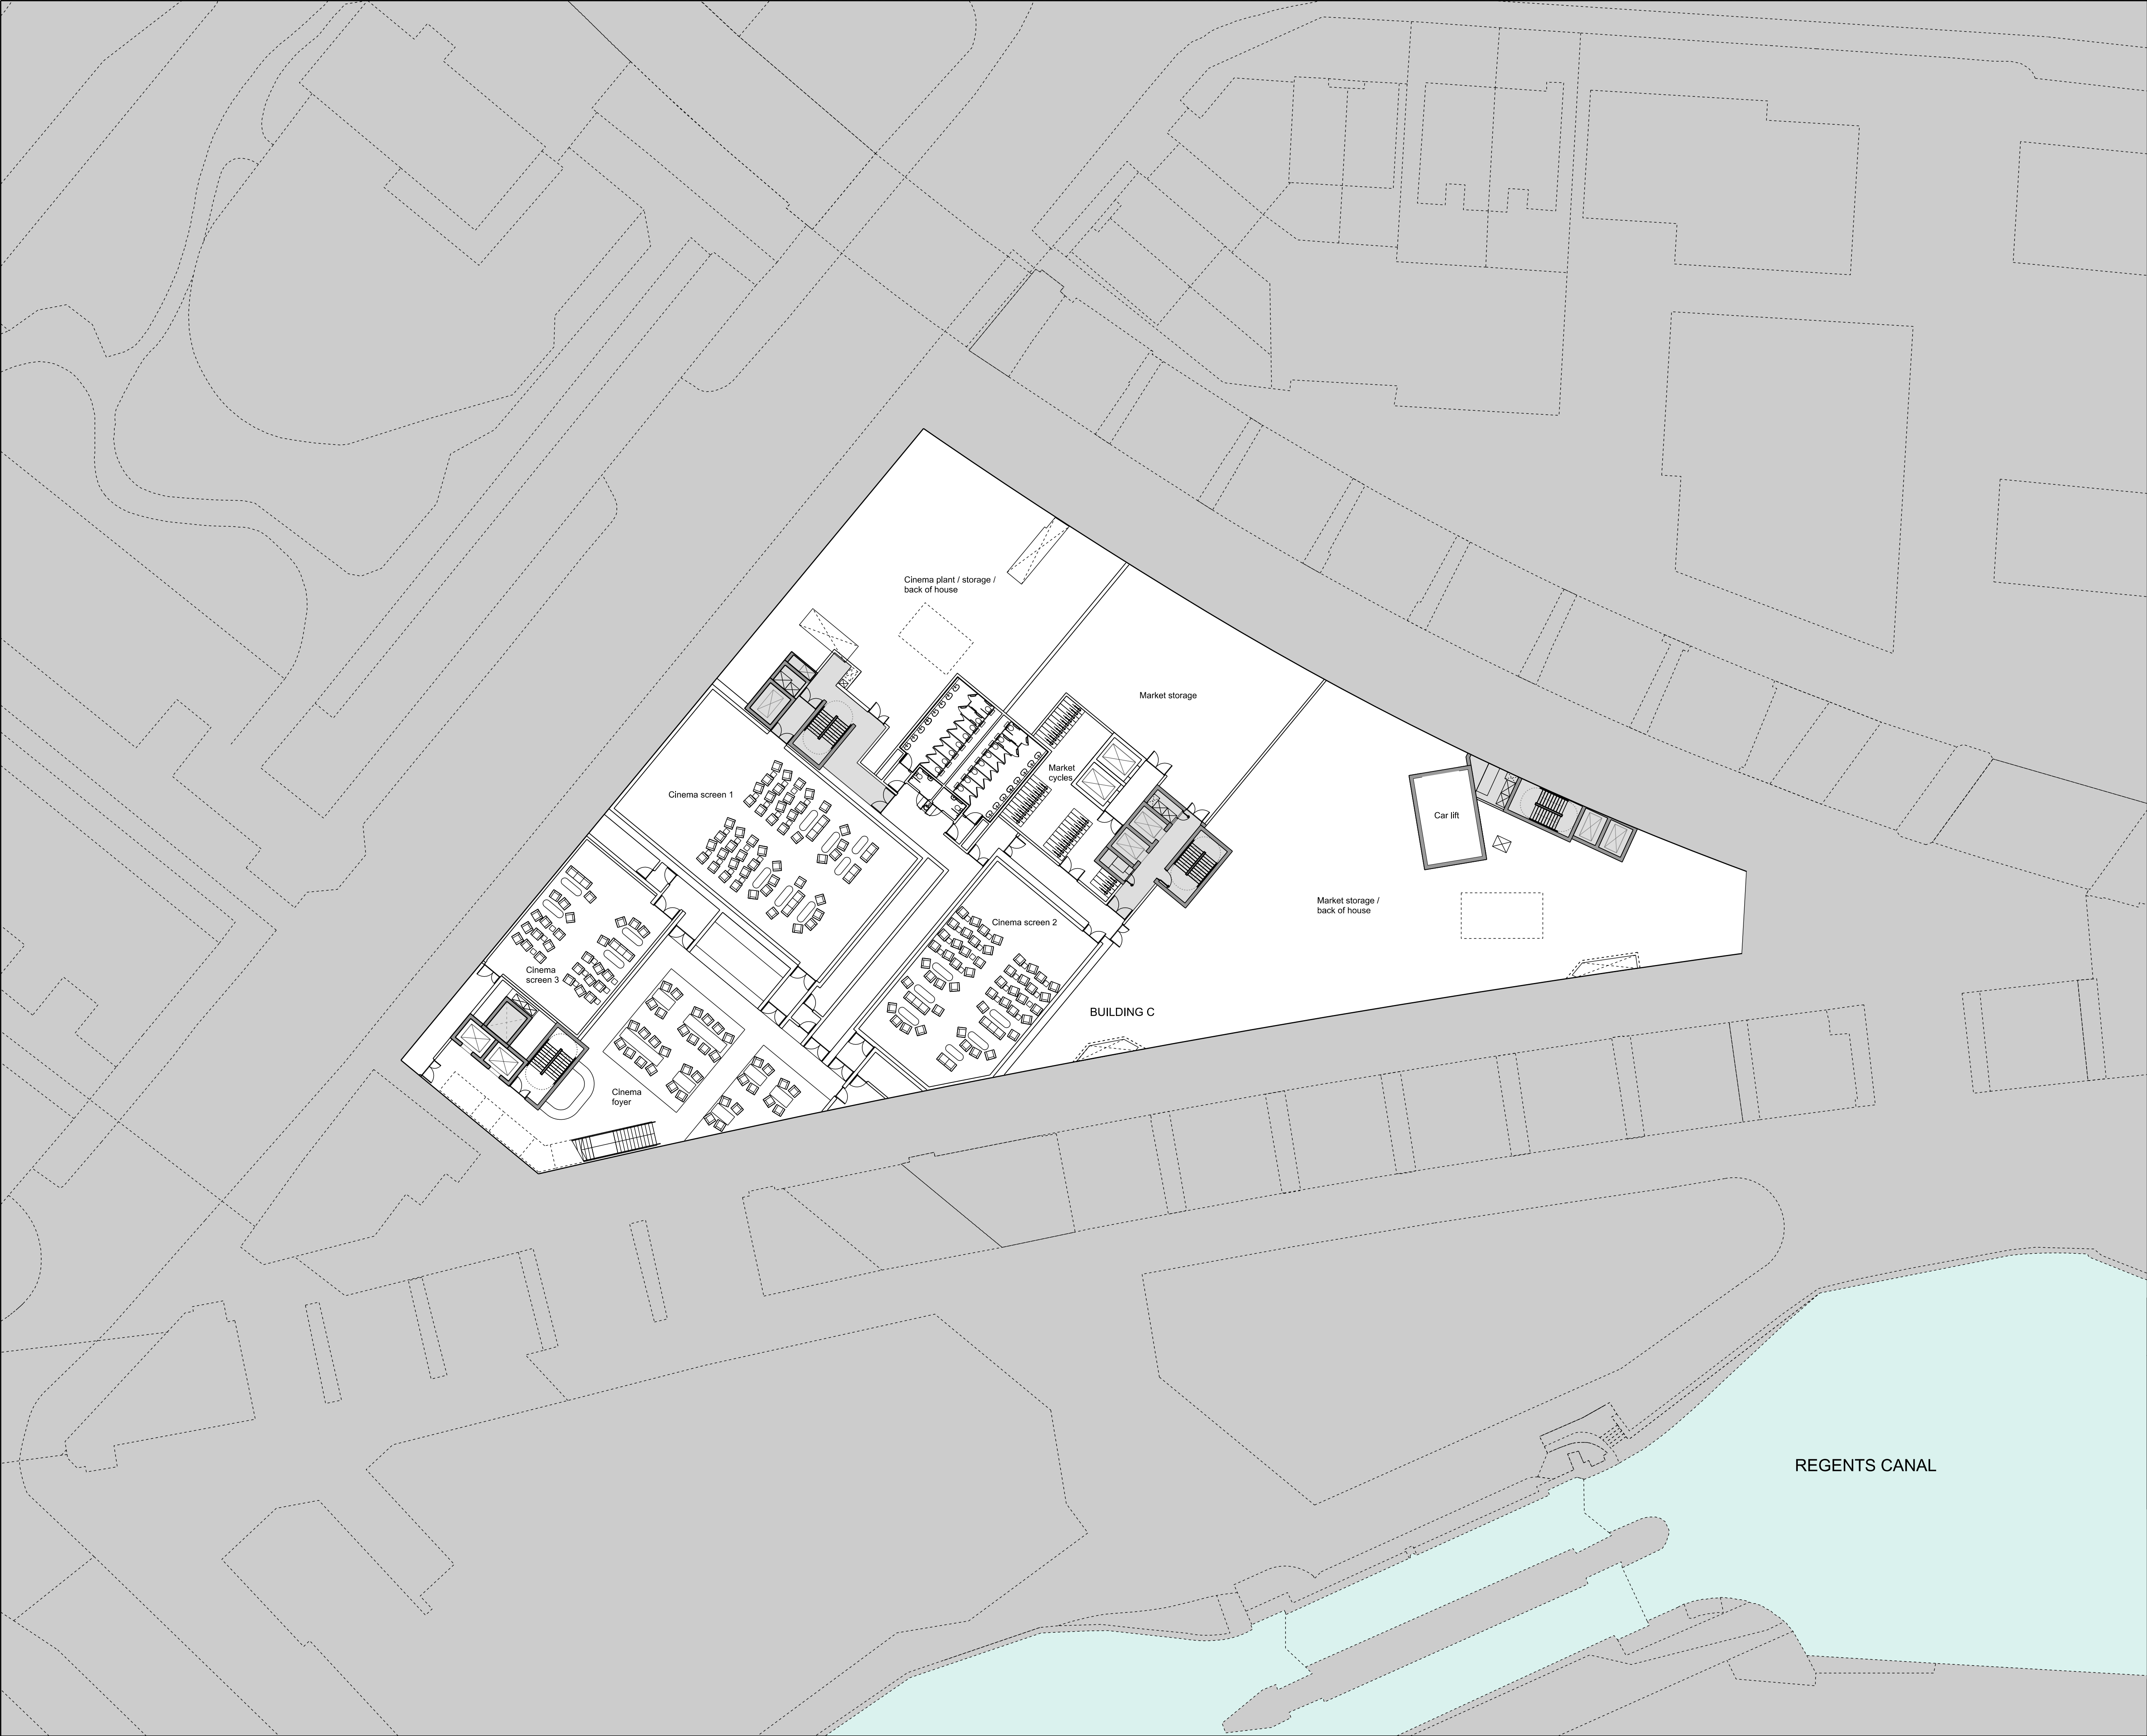 Cinema plant / storage /
back of house
Market storage
Market
cycles
Cinema screen 1
Car lift
Market storage /
back of house
Cinema screen 2
Cinema
screen 3
BUILDING C
Cinema
foyer
REGENTS CANAL